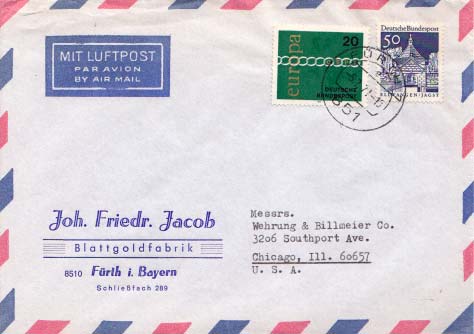 MIT LUFTPOST
PAR AVION
BY AIR MAIL
europa
20
DEUTSCHE
BUNDESPOST
Deutsche Bundespost
50
ELLWANGEN/JAGST
851
Joh. Friedr. Jacob
Blattgoldfabrik
8510 Fürth i. Bayern
Schließfach 289
Messrs.
Wehrung & Billmeier Co.
3206 Southport Ave.
Chicago, Ill. 60657
U. S. A.